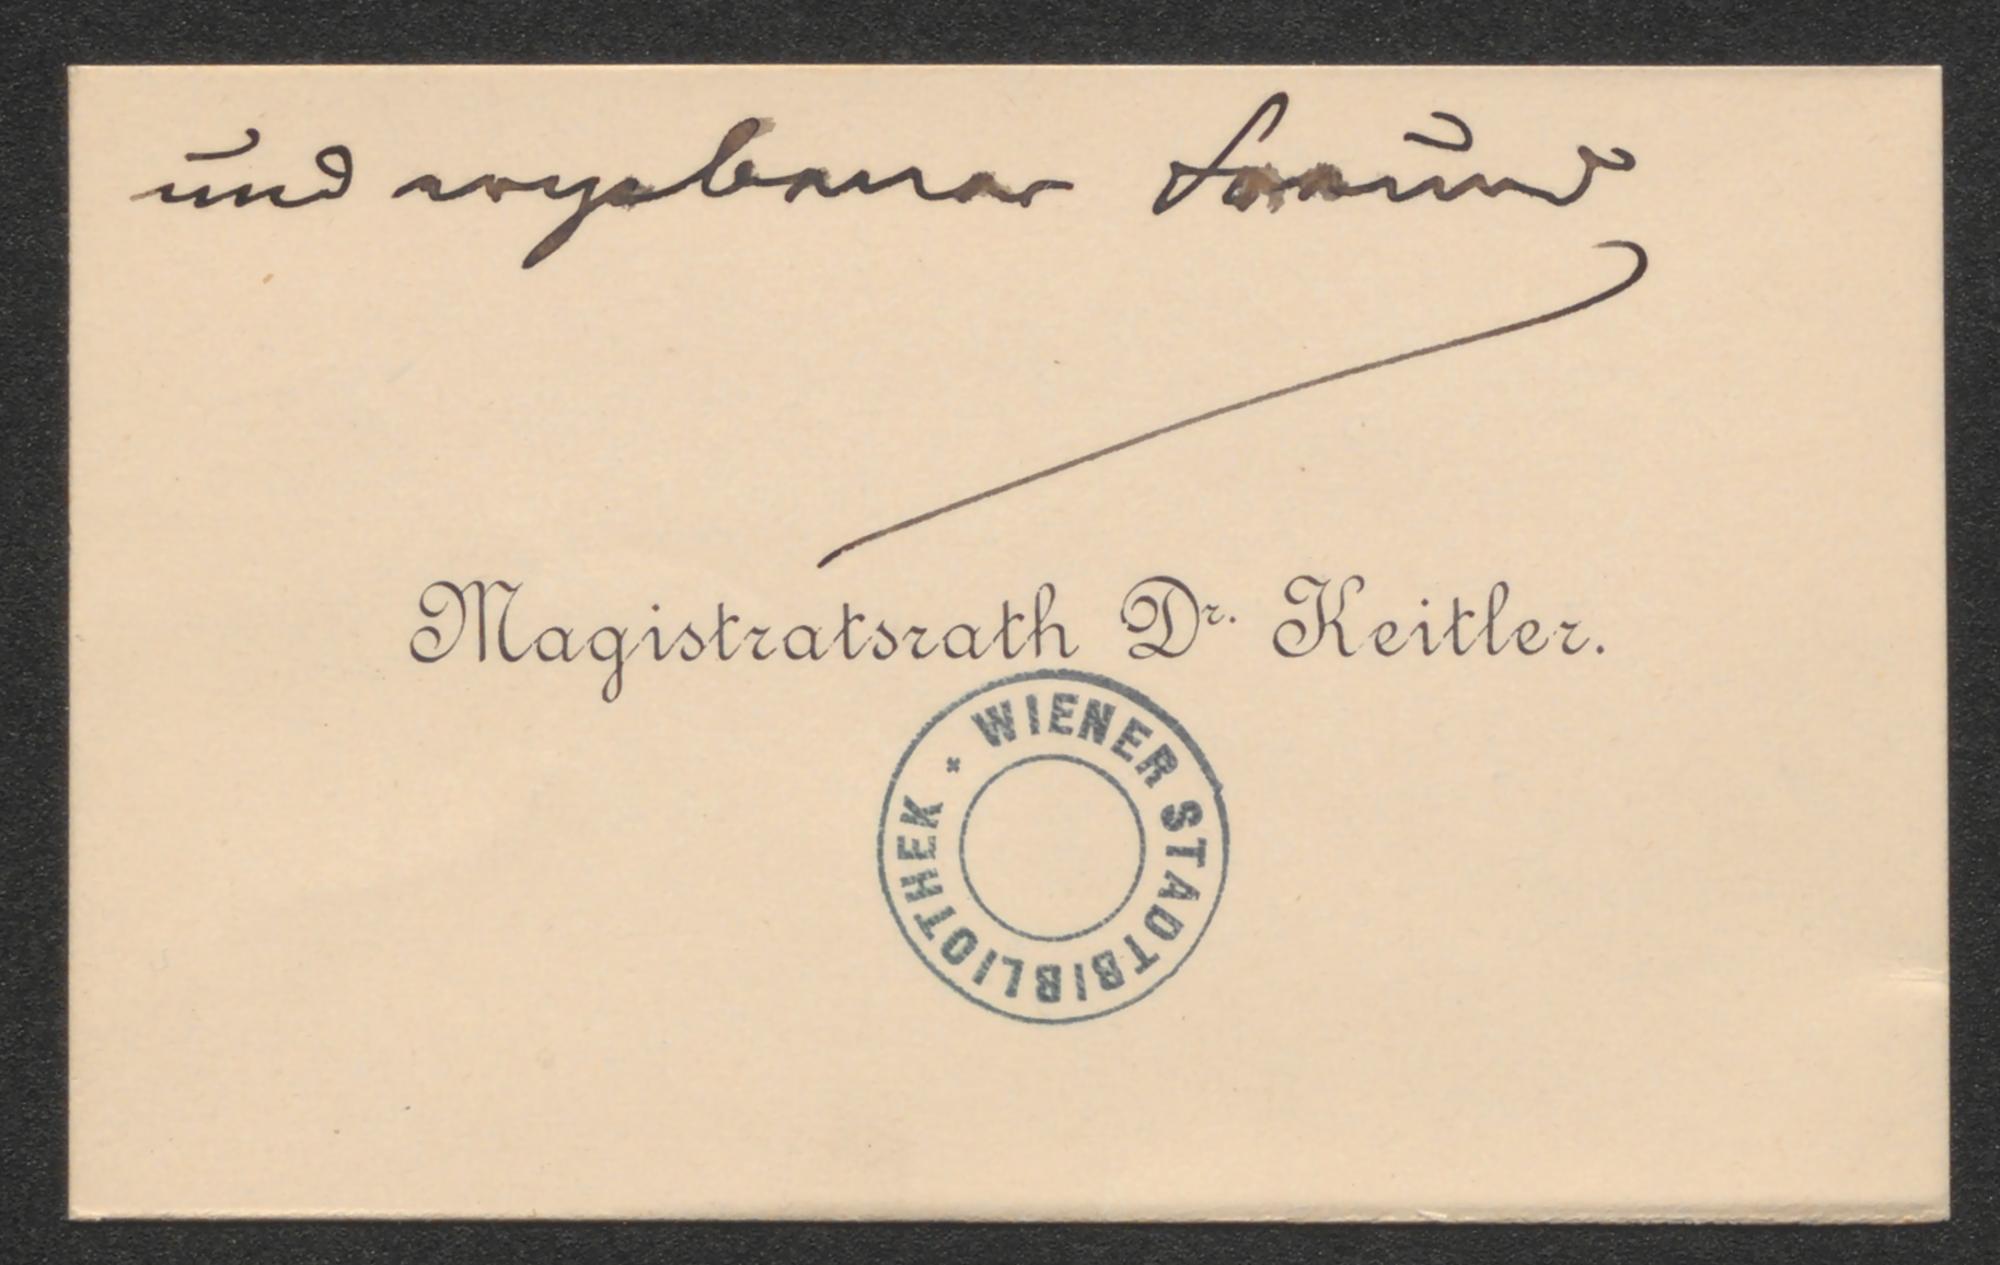 und ergebener Freund
Magistratsrath Dr. Keitler.
WIENER STADTBIBLIOTHEK *